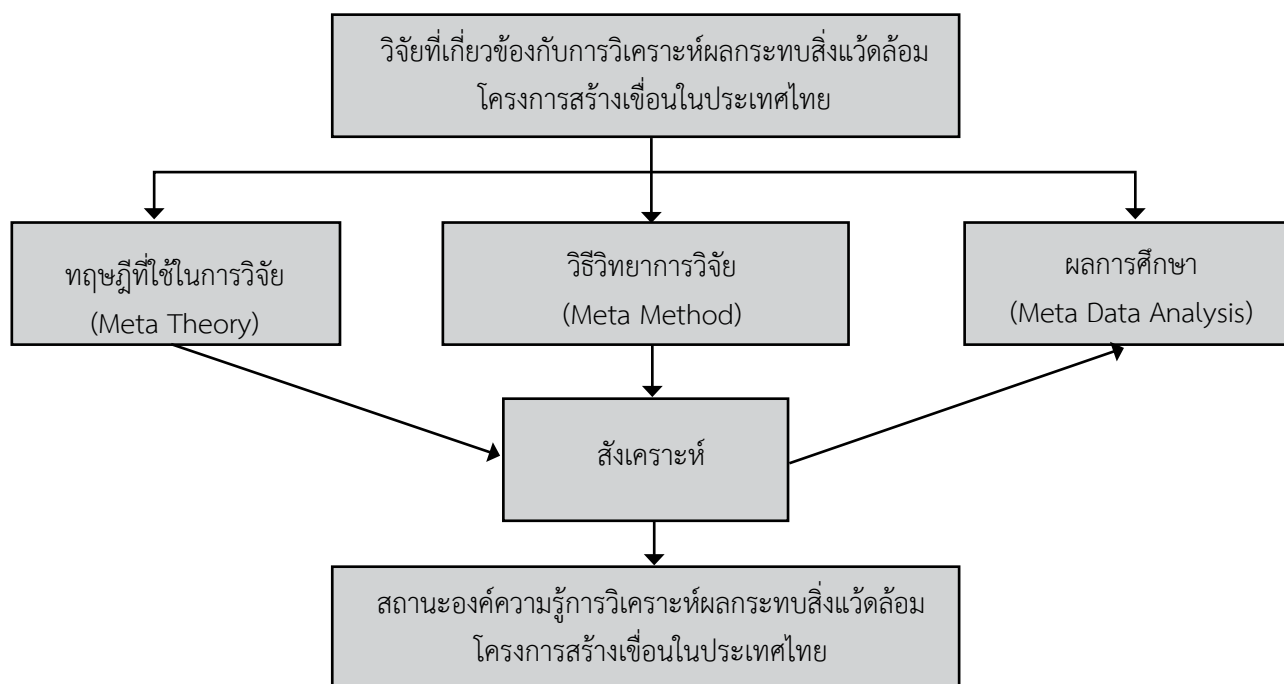 วิจัยที่เกี่ยวข้องกับการวิเคราะห์ผลกระทบสิ่งแว้ดล้อม
โครงการสร้างเขื่อนในประเทศไทย
ทฤษฎีที่ใช้ในการวิจัย
(Meta Theory)
วิธีวิทยาการวิจัย
(Meta Method)
ผลการศึกษา
(Meta Data Analysis)
สังเคราะห์
สถานะองค์ความรู้การวิเคราะห์ผลกระทบสิ่งแว้ดล้อม
โครงการสร้างเขื่อนในประเทศไทย